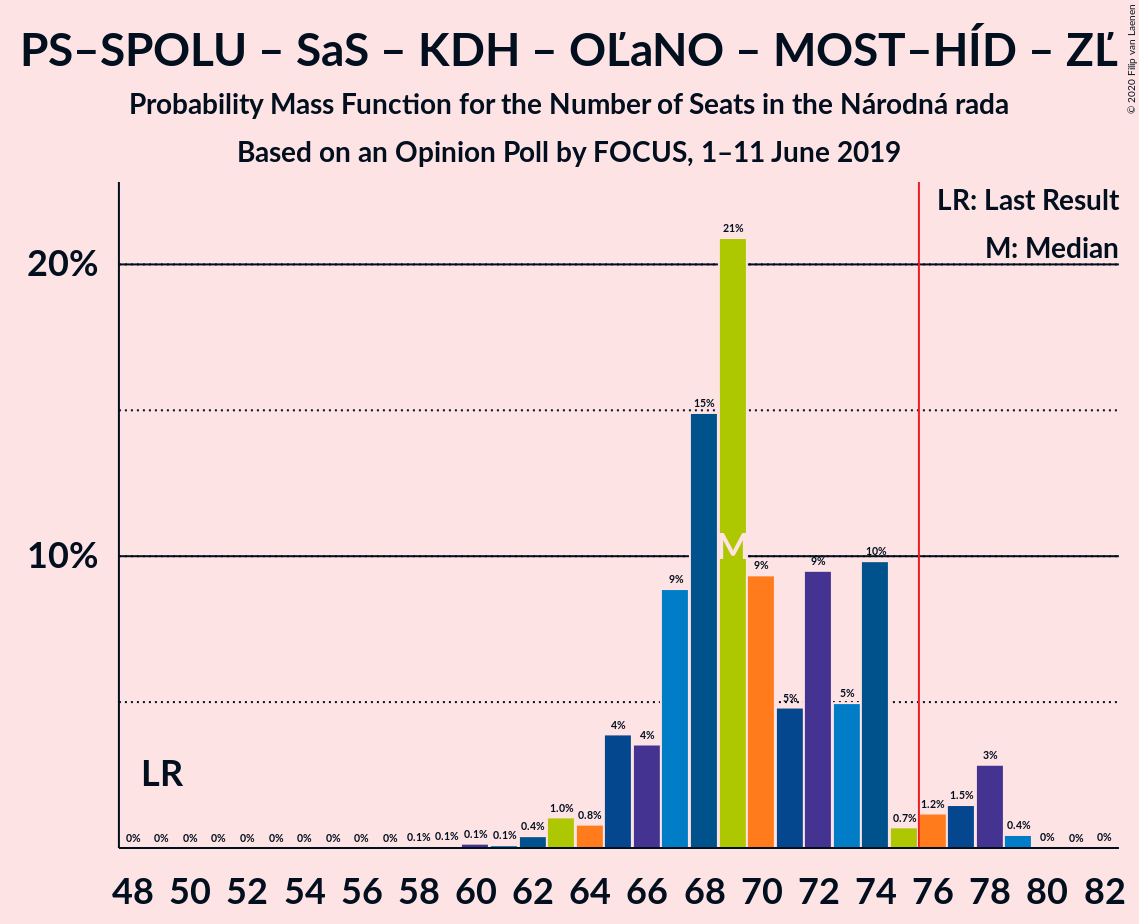 PS–SPOLU – SaS – KDH – OĽaNO – MOST–HÍD – ZĽ
Probability Mass Function for the Number of Seats in the Národná rada
Based on an Opinion Poll by FOCUS, 1–11 June 2019
© 2020 Filip van Laenen
LR: Last Result
M: Median
20%
10%
LR
M
0% 0% 0% 0% 0% 0% 0% 0% 0% 0% 0.1% 0.1% 0.1% 0.1% 0.4% 1.0% 0.8% 4% 4% 9% 15% 21% 9% 5% 9% 5% 10% 0.7% 1.2% 1.5% 3% 0.4% 0% 0% 0%
48 50 52 54 56 58 60 62 64 66 68 70 72 74 76 78 80 82